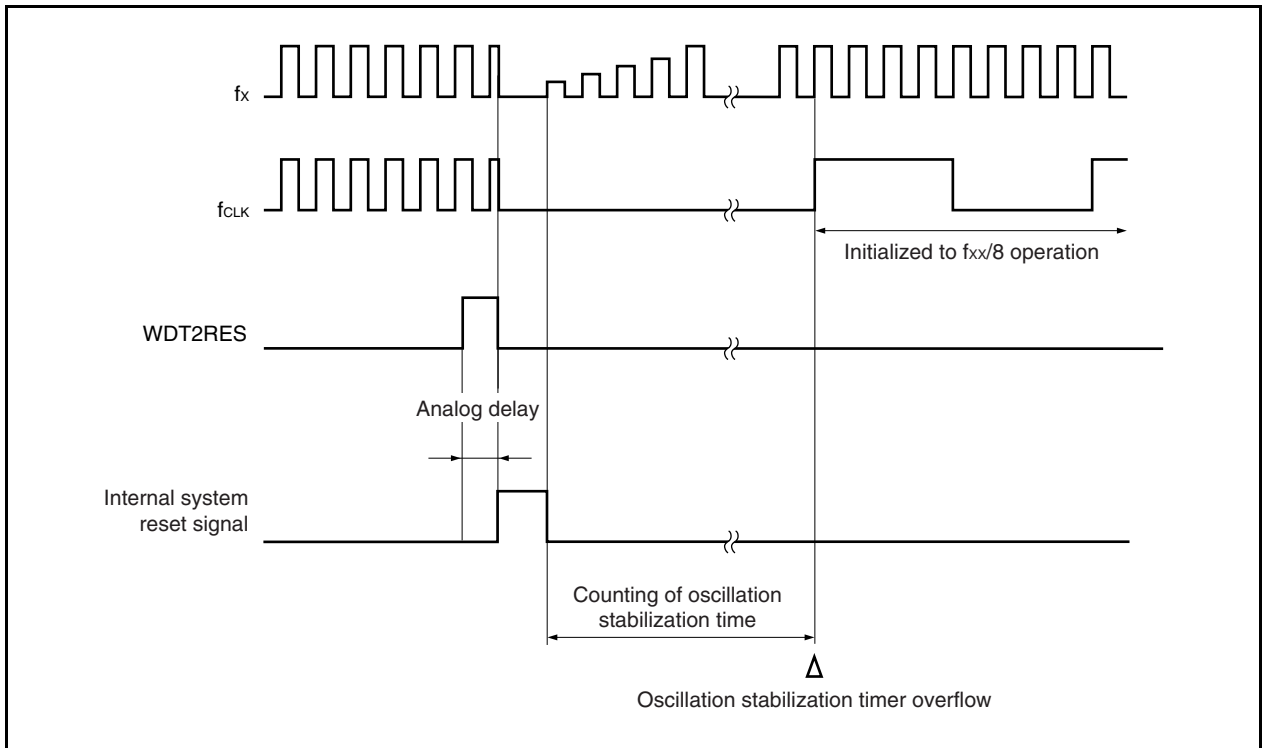 fX
fCLK
Initialized to fXX/8 operation
WDT2RES
Analog delay
Internal system
reset signal
Counting of oscillation
stabilization time
Oscillation stabilization timer overflow